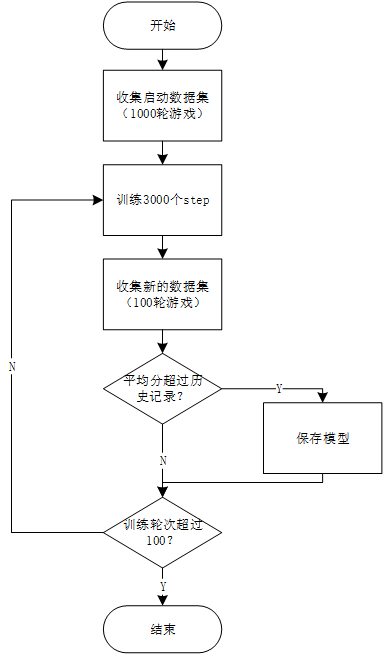 开始
收集启动数据集
（1000轮游戏）
训练3000个step
收集新的数据集
（100轮游戏）
平均分超过历
史记录？
Y
保存模型
N
N
训练轮次超过
100？
Y
结束